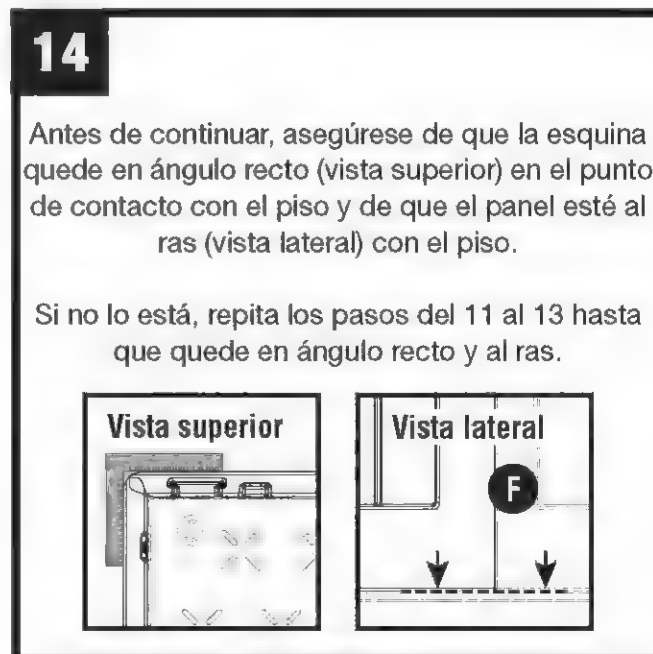 14
Antes de continuar, asegúrese de que la esquina
quede en ángulo recto (vista superior) en el punto
de contacto con el piso y de que el panel esté al
ras (vista lateral) con el piso.
Si no lo está, repita los pasos del 11 al 13 hasta
que quede en ángulo recto y al ras.
Vista superior
Vista lateral
F